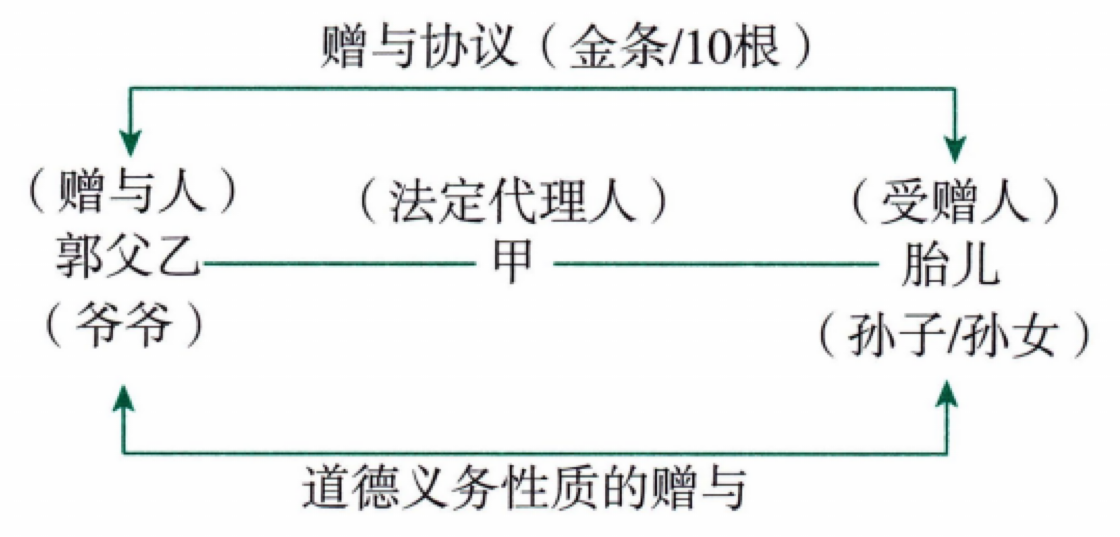 赠与协议（金条/10根）
（赠与人）
（法定代理人）
（受赠人）
郭父乙
甲
胎儿
（爷爷）
（孙子/孙女）
道德义务性质的赠与